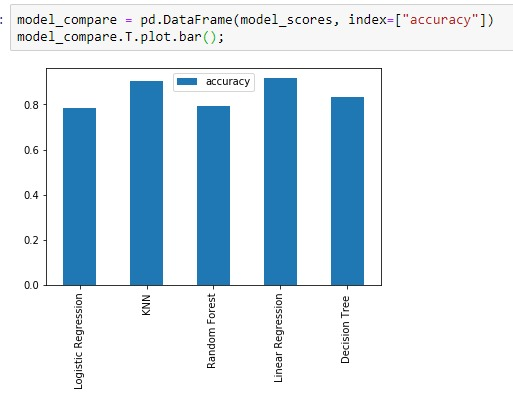 :
model_compare = pd.DataFrame(model_scores, index=["accuracy"])
model_compare.T.plot.bar();
accuracy
0.8
0.6
0.4
0.2
0.0
Logistic Regression
KNN
Random Forest
Linear Regression
Decision Tree